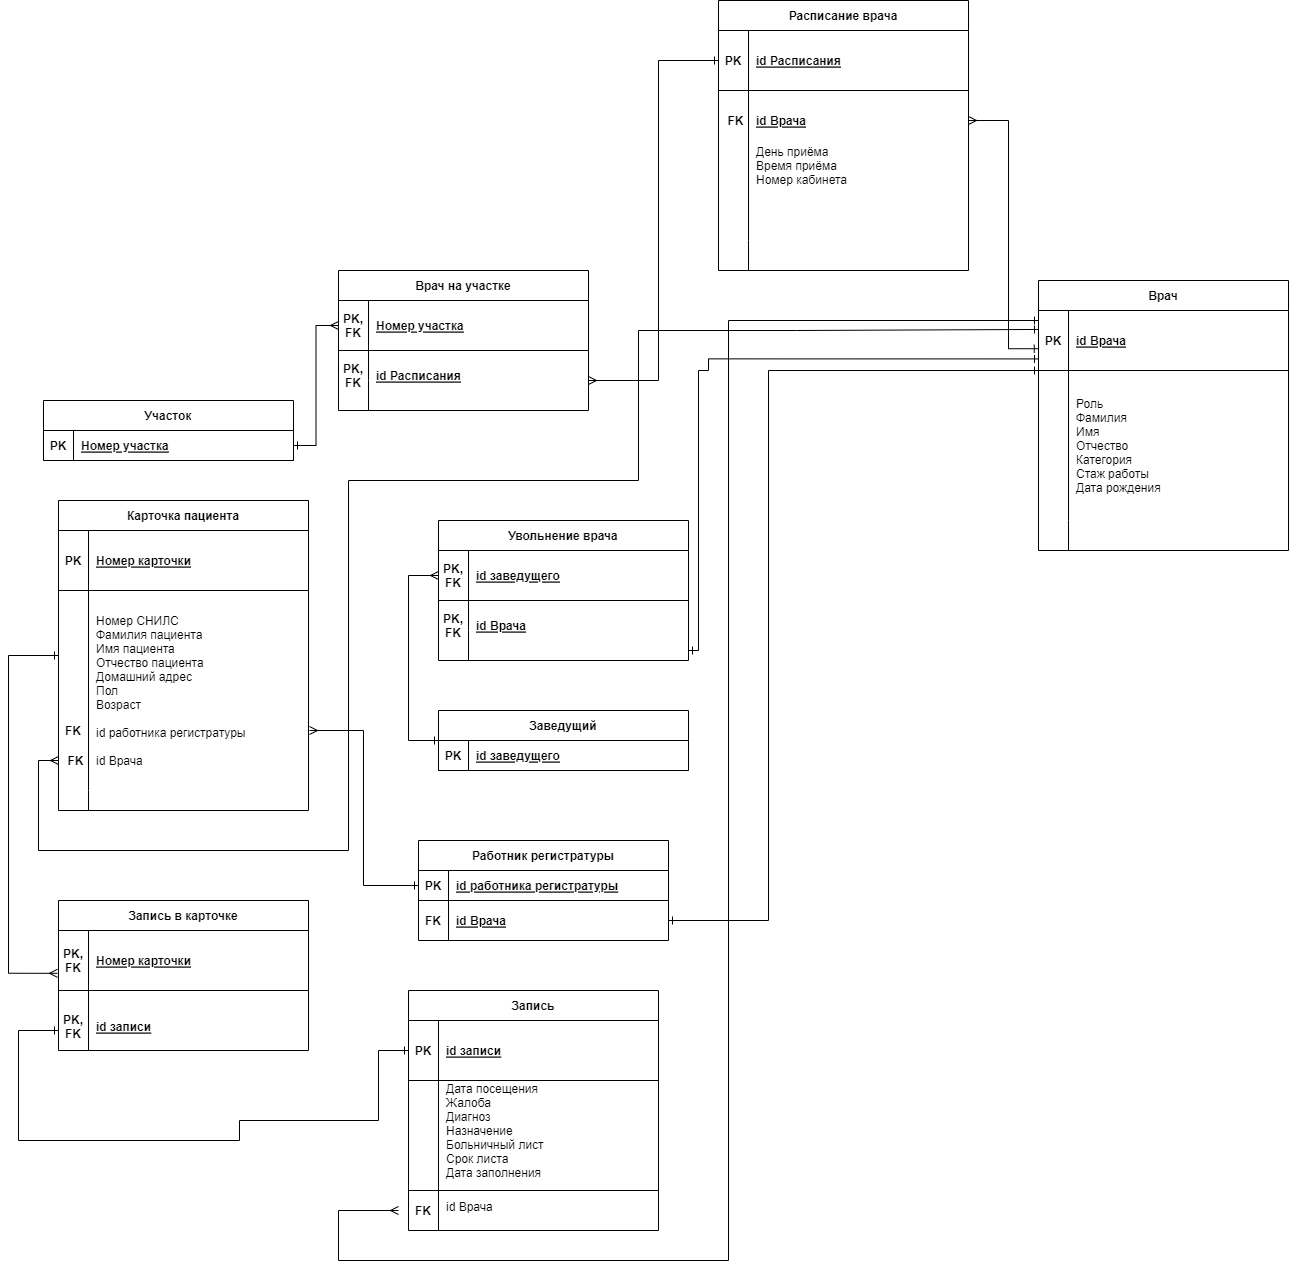 Расписание врача
PK
id Расписания
FK
id Врача
День приёма
Время приёма
Номер кабинета
Врач на участке
PK,
FK
Номер участка
PK,
FK
id Расписания
Врач
PK
id Врача
Роль
Фамилия
Имя
Отчество
Категория
Стаж работы
Дата рождения
Участок
PK
Номер участка
Карточка пациента
PK
Номер карточки
Номер СНИЛС
Фамилия пациента
Имя пациента
Отчество пациента
Домашний адрес
Пол
Возраст
FK
id работника регистратуры
FK
id Врача
Увольнение врача
PK,
FK
id заведущего
PK,
FK
id Врача
Заведущий
PK
id заведущего
Работник регистратуры
PK
id работника регистратуры
FK
id Врача
Запись в карточке
PK,
FK
Номер карточки
PK,
FK
id записи
Запись
PK
id записи
Дата посещения
Жалоба
Диагноз
Назначение
Больничный лист
Срок листа
Дата заполнения
FK
id Врача